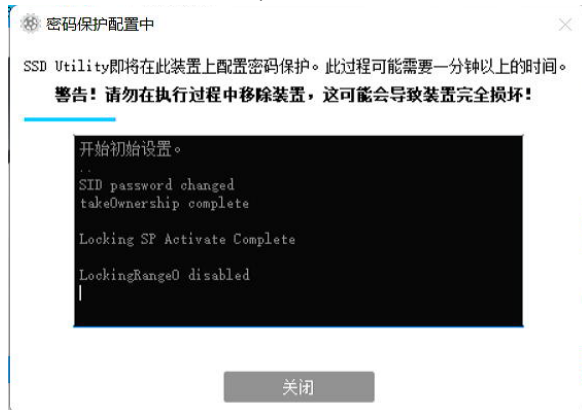 密码保护配置中
SSD Utility即将在此装置上配置密码保护。此过程可能需要一分钟以上的时间。
警告！请勿在执行过程中移除装置，这可能会导致装置完全损坏！
开始初始设置。
..
SID password changed
takeOwnership complete
Locking SP Activate Complete
LockingRange0 disabled
关闭